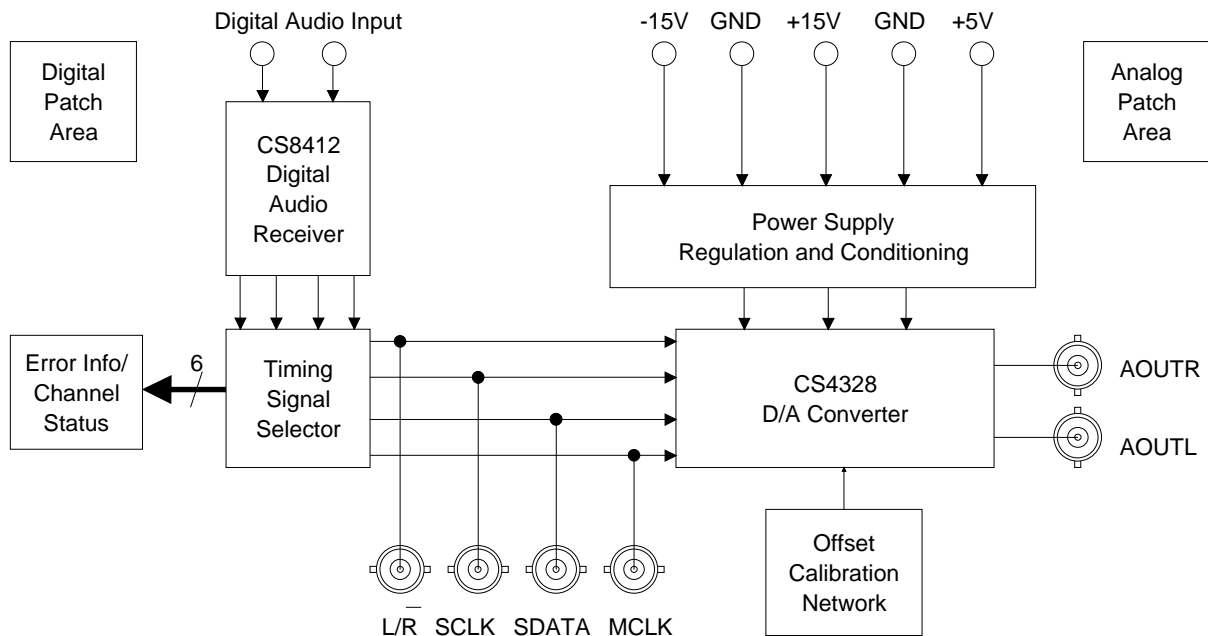 Digital Audio Input
-15V GND +15V GND +5V
Digital
Patch
Area
CS8412
Digital
Audio
Receiver
Analog
Patch
Area
Power Supply
Regulation and Conditioning
Error Info/
Channel
Status
6
Timing
Signal
Selector
CS4328
D/A Converter
AOUTR
AOUTL
Offset
Calibration
Network
L/R̅ SCLK SDATA MCLK